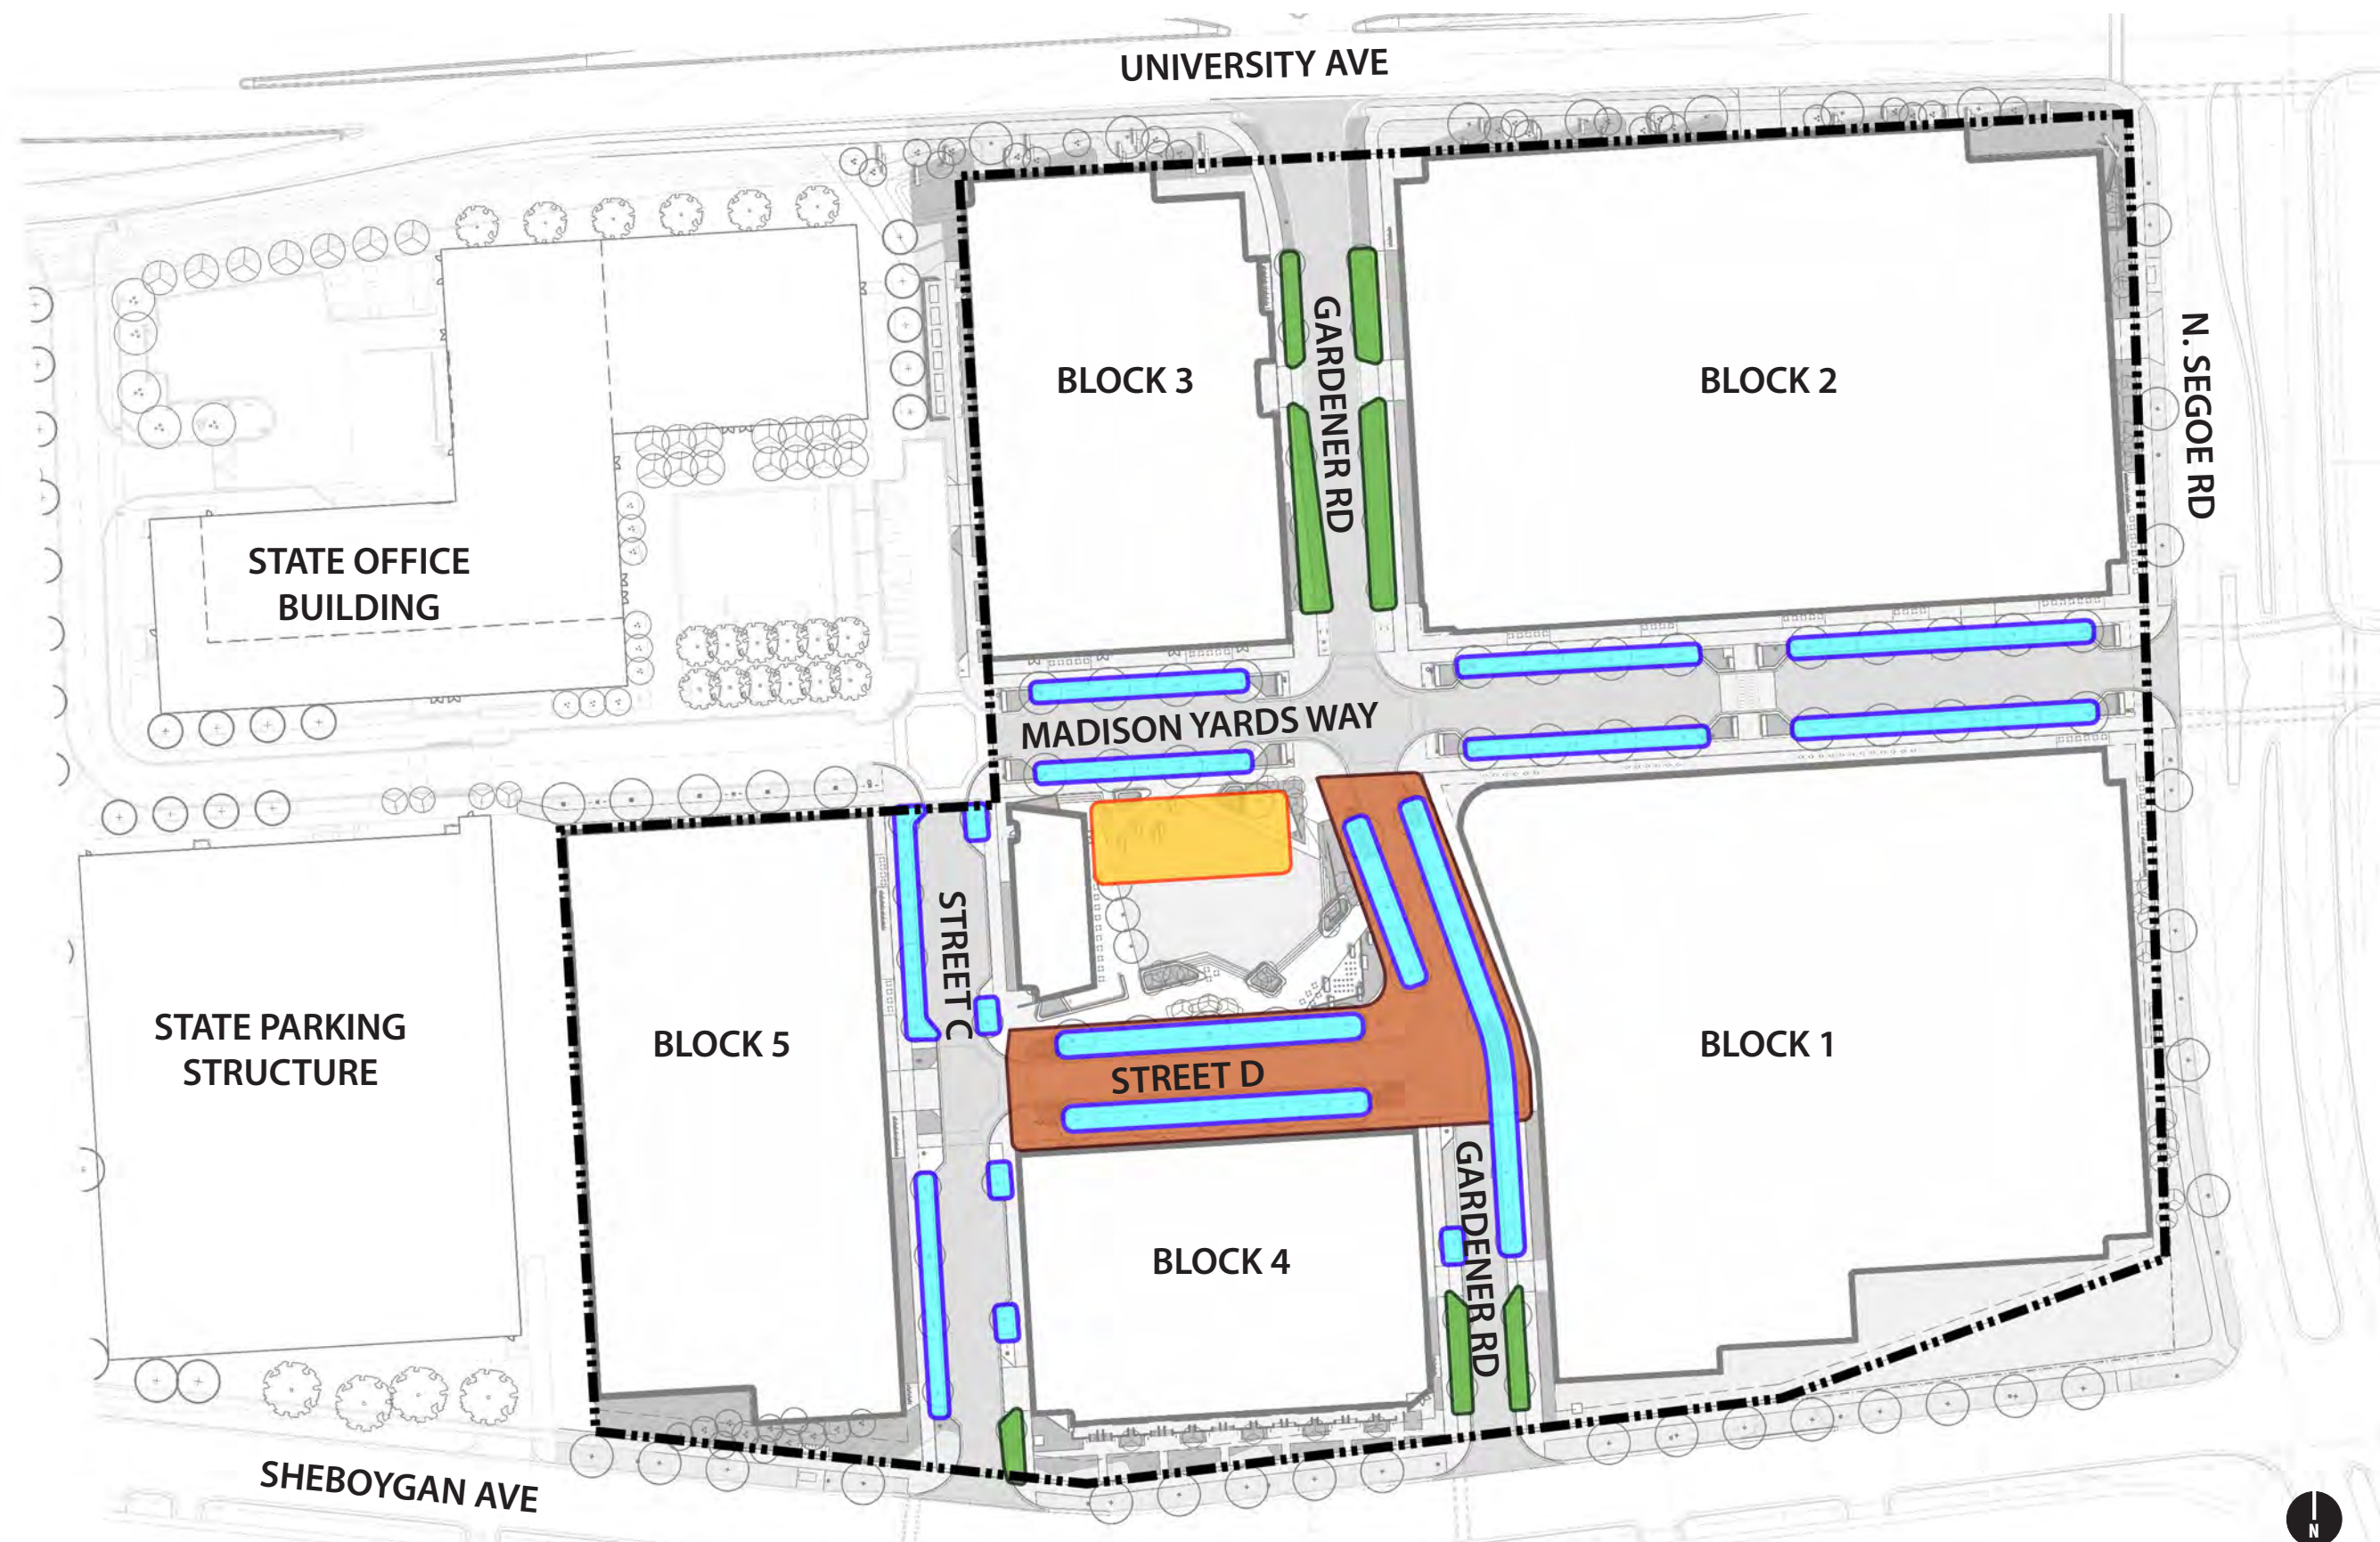 UNIVERSITY AVE
BLOCK 3
GARDENER RD
BLOCK 2
N. SEGOE RD
STATE OFFICE
BUILDING
MADISON YARDS WAY
STREET C
STATE PARKING
STRUCTURE
BLOCK 5
STREET D
BLOCK 1
GARDENER RD
BLOCK 4
SHEBOYGAN AVE
N